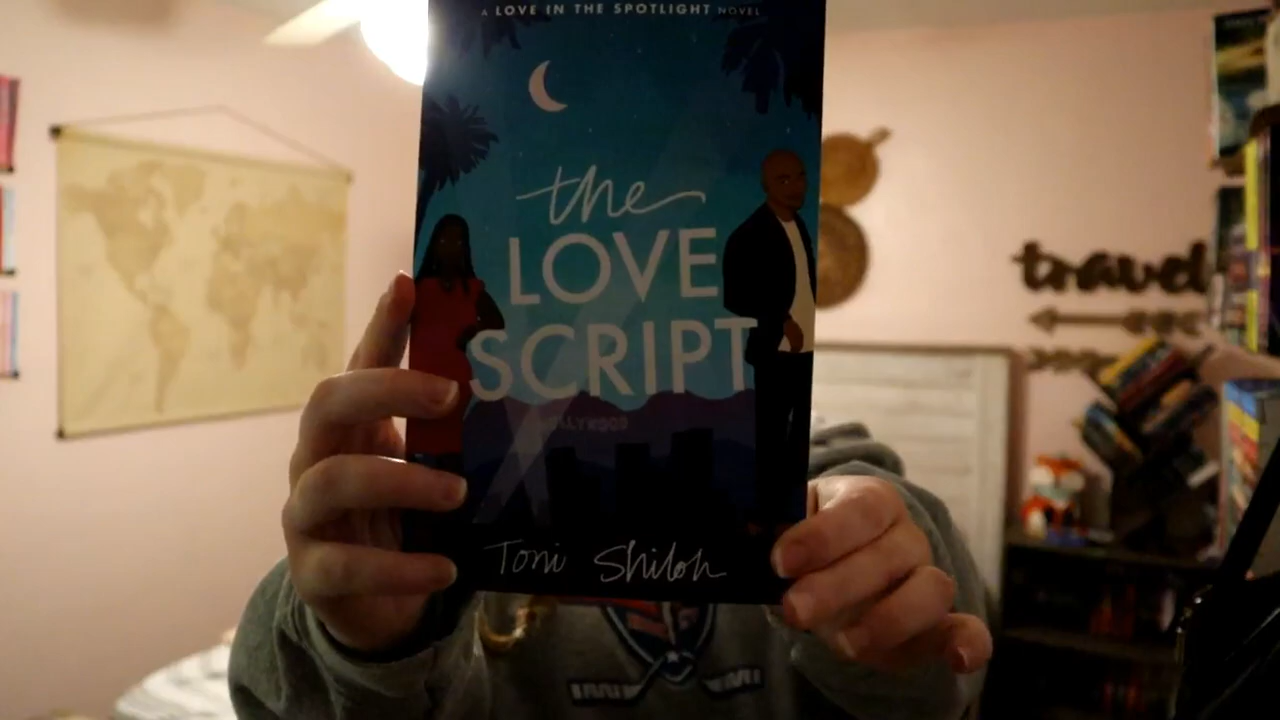 A LOVE IN THE SPOTLIGHT NOVEL
the
LOVE
SCRIPT
Toni Shiloh
travel